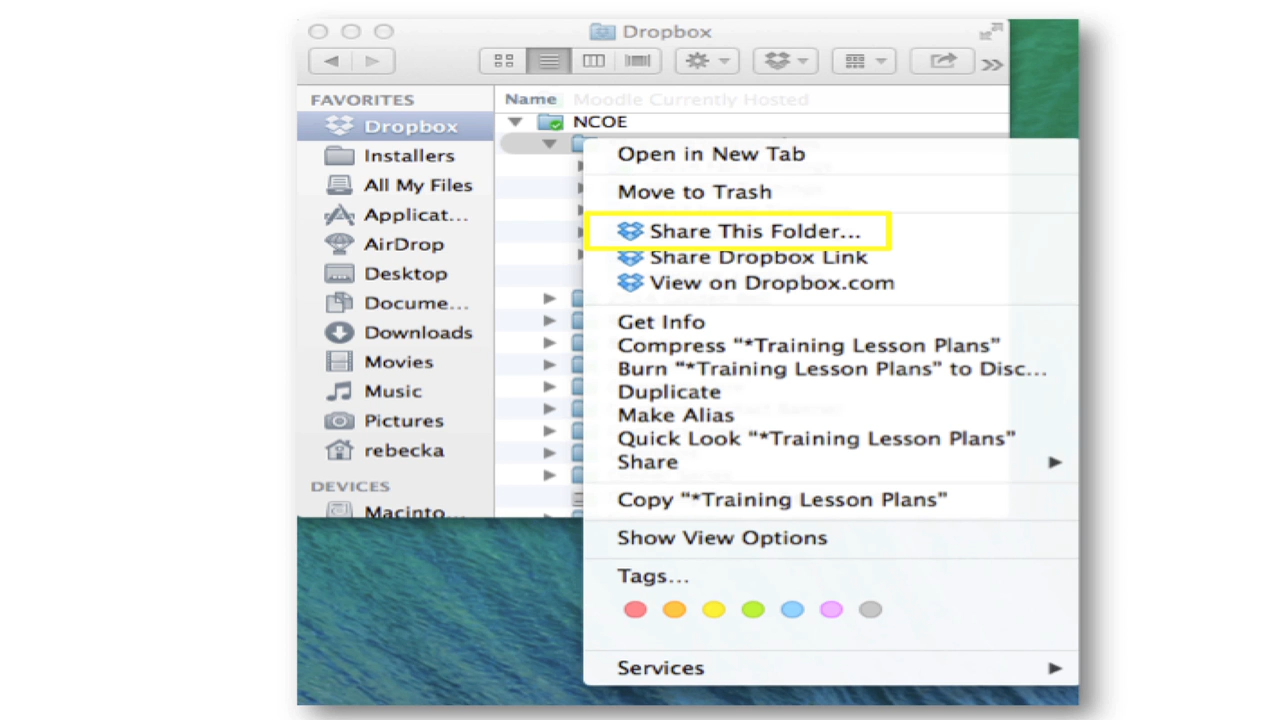 Dropbox
FAVORITES
Dropbox
Installers
All My Files
Applicat...
AirDrop
Desktop
Docume...
Downloads
Movies
Music
Pictures
rebecka
DEVICES
Macinto...
Name
Moodle Currently Hosted
NCOE
Open in New Tab
Move to Trash
Share This Folder...
Share Dropbox Link
View on Dropbox.com
Get Info
Compress “*Training Lesson Plans”
Burn “*Training Lesson Plans” to Disc...
Duplicate
Make Alias
Quick Look “*Training Lesson Plans”
Share
Copy “*Training Lesson Plans”
Show View Options
Tags...
Services